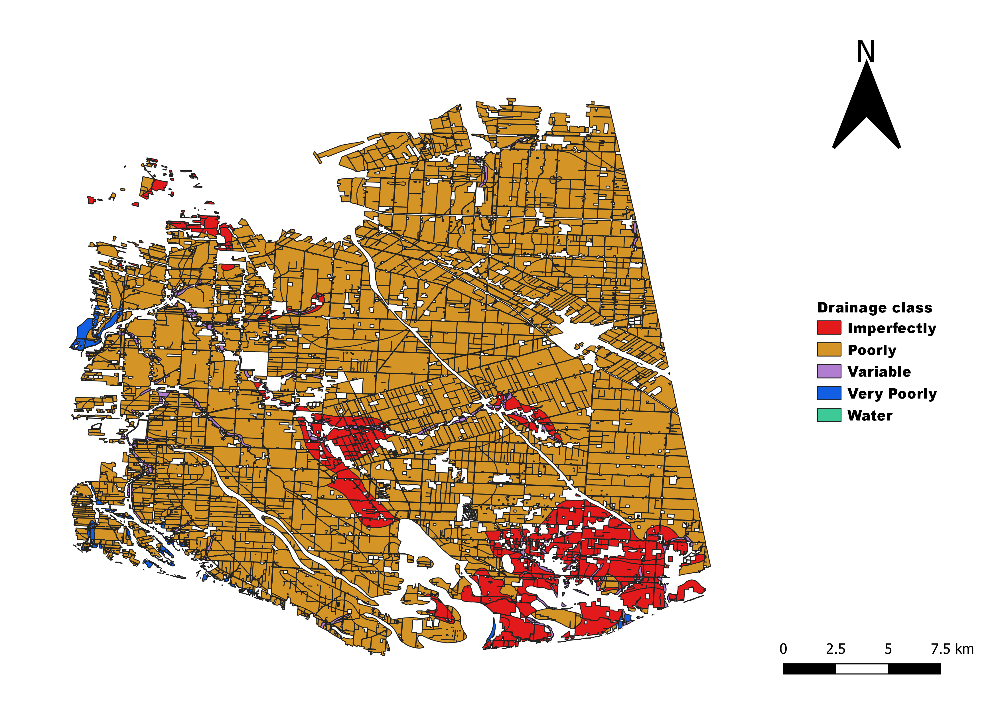 N
Drainage class
Imperfectly
Poorly
Variable
Very Poorly
Water
0 2.5 5 7.5 km